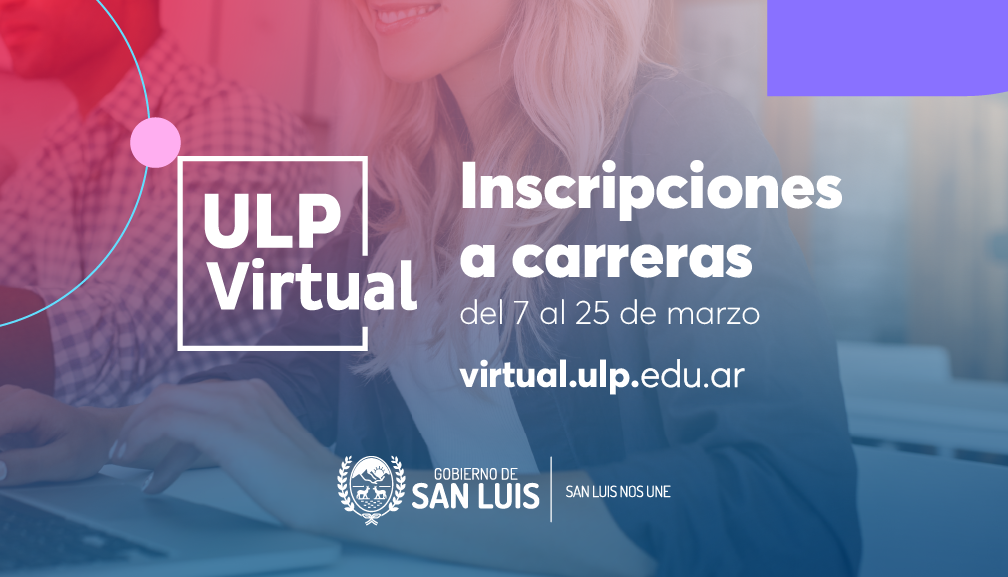 ULP
Virtual
Inscripciones
a carreras
del 7 al 25 de marzo
virtual.ulp.edu.ar
GOBIERNO DE
SAN LUIS
SAN LUIS NOS UNE